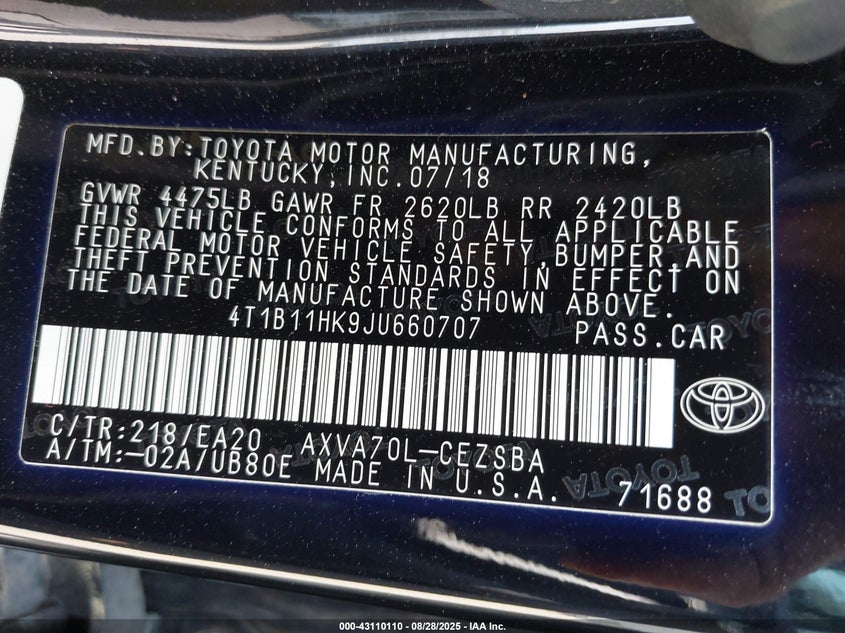 MFD.BY:TOYOTA MOTOR MANUFACTURING,
KENTUCKY,INC.07/18
GVWR 4475LB GAWR FR 2620LB RR 2420LB
THIS VEHICLE CONFORMS TO ALL APPLICABLE
FEDERAL MOTOR VEHICLE SAFETY,BUMPER,AND
THEFT PREVENTION STANDARDS IN EFFECT ON
THE DATE OF MANUFACTURE SHOWN ABOVE.
4T1B11HK9JU660707 PASS.CAR
C/TR:218/EA20 AXVA70L-CEZSBA
A/TM:-02A/UB80E MADE IN U.S.A. 71688
000-43110110 - 08/28/2025 - IAA Inc.